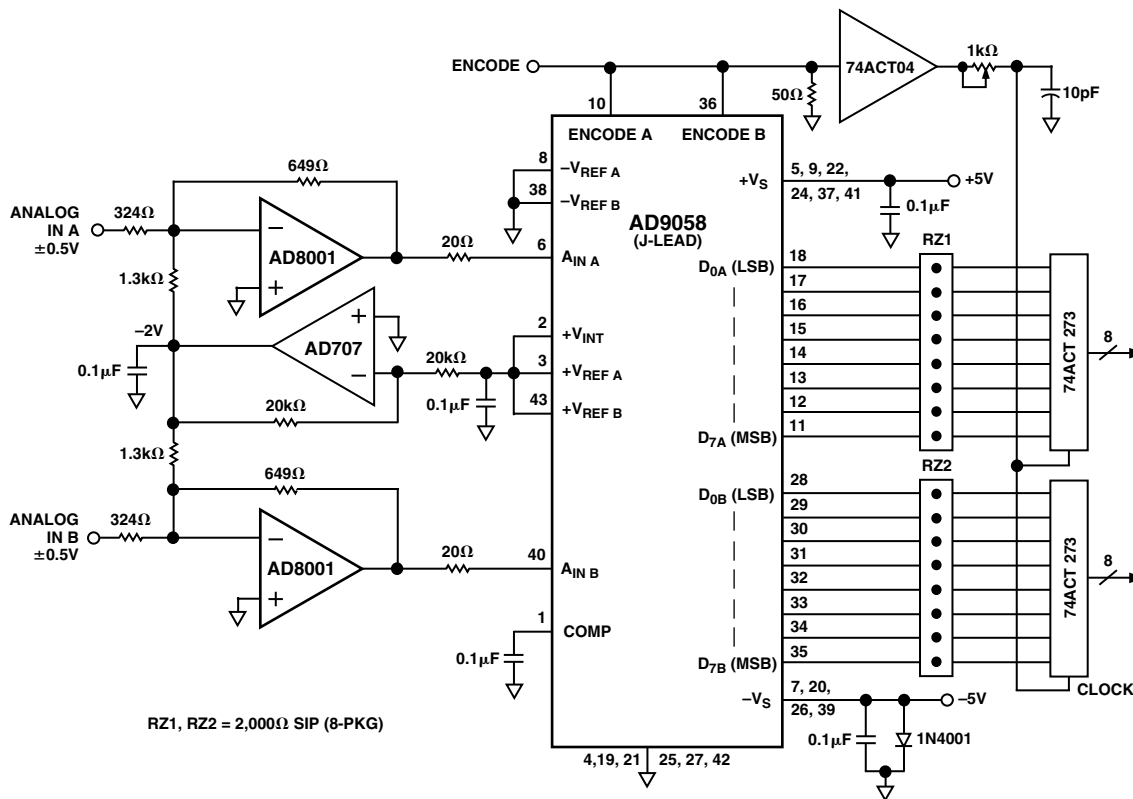 ENCODE
74ACT04
1kΩ
50Ω
10pF
10
36
ENCODE A
ENCODE B
8
–VREF A
38
–VREF B
+VS
5, 9, 22,
24, 37, 41
+5V
0.1µF
AD9058
(J-LEAD)
649Ω
ANALOG
IN A
±0.5V
324Ω
–
AD8001
+
20Ω
6
AIN A
1.3kΩ
–2V
0.1µF
+
AD707
–
20kΩ
20kΩ
0.1µF
2
+VINT
3
+VREF A
43
+VREF B
1.3kΩ
649Ω
ANALOG
IN B
±0.5V
324Ω
–
AD8001
+
20Ω
40
AIN B
1
COMP
0.1µF
RZ1
D0A (LSB)
18
17
16
15
14
13
12
11
D7A (MSB)
74ACT 273
8
RZ2
D0B (LSB)
28
29
30
31
32
33
34
35
D7B (MSB)
74ACT 273
8
CLOCK
–VS
7, 20,
26, 39
–5V
0.1µF
1N4001
4,19, 21
25, 27, 42
RZ1, RZ2 = 2,000Ω SIP (8-PKG)